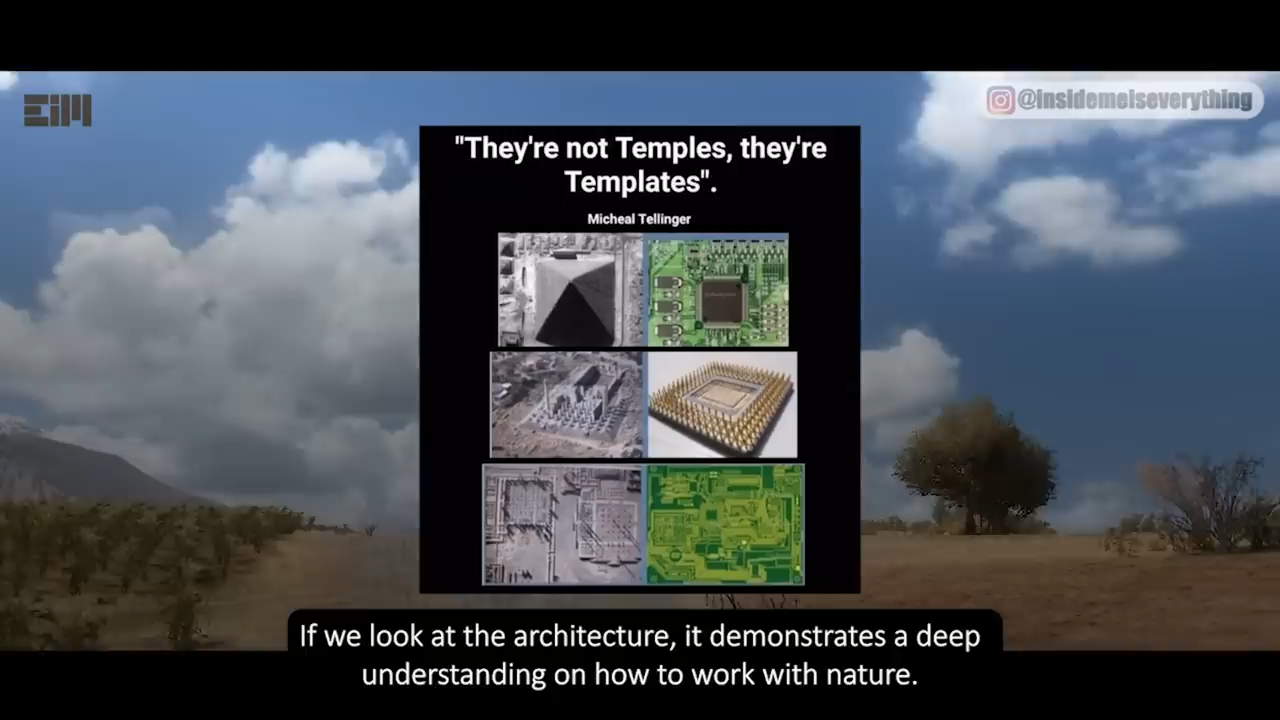 EiM
@insidemeiseverything
"They're not Temples, they're
Templates".
Micheal Tellinger
If we look at the architecture, it demonstrates a deep
understanding on how to work with nature.